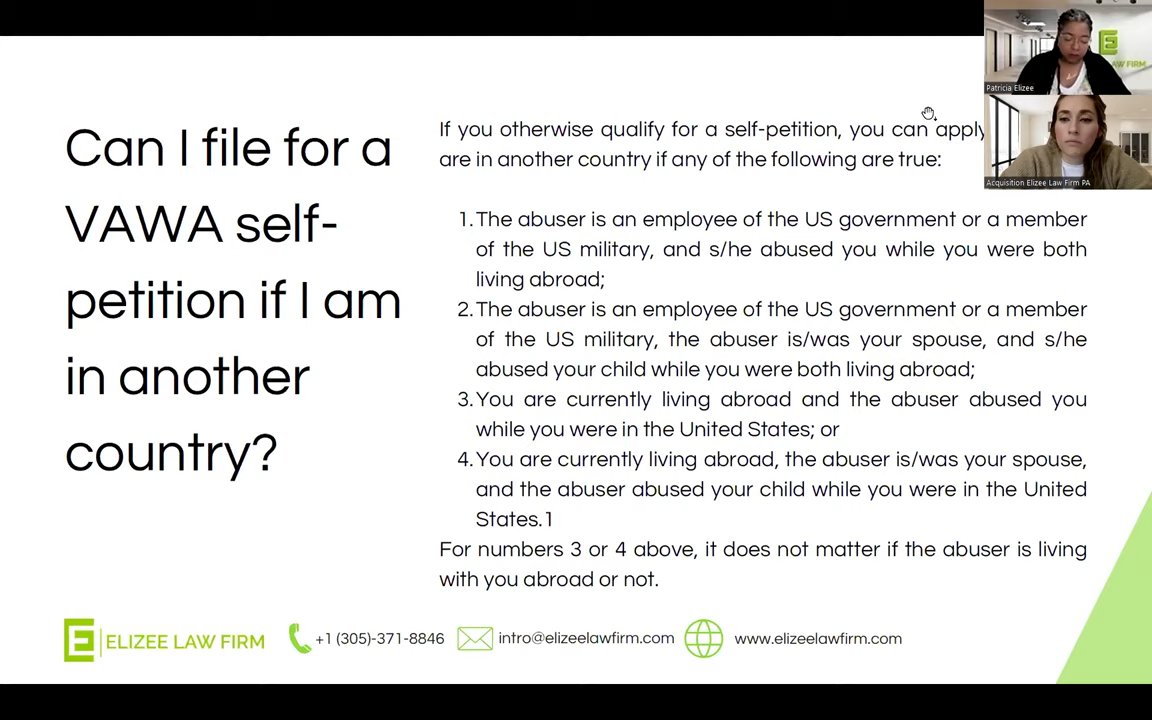 Can I file for a
VAWA self-
petition if I am
in another
country?
If you otherwise qualify for a self-petition, you can apply
are in another country if any of the following are true:
1. The abuser is an employee of the US government or a member
of the US military, and s/he abused you while you were both
living abroad;
2. The abuser is an employee of the US government or a member
of the US military, the abuser is/was your spouse, and s/he
abused your child while you were both living abroad;
3. You are currently living abroad and the abuser abused you
while you were in the United States; or
4. You are currently living abroad, the abuser is/was your spouse,
and the abuser abused your child while you were in the United
States.1
For numbers 3 or 4 above, it does not matter if the abuser is living
with you abroad or not.
E ELIZEE LAW FIRM
+1 (305)-371-8846
intro@elizeelawfirm.com
www.elizeelawfirm.com
E
LAW FIRM
Patricia Elizee
Acquisition Elizee Law Firm PA